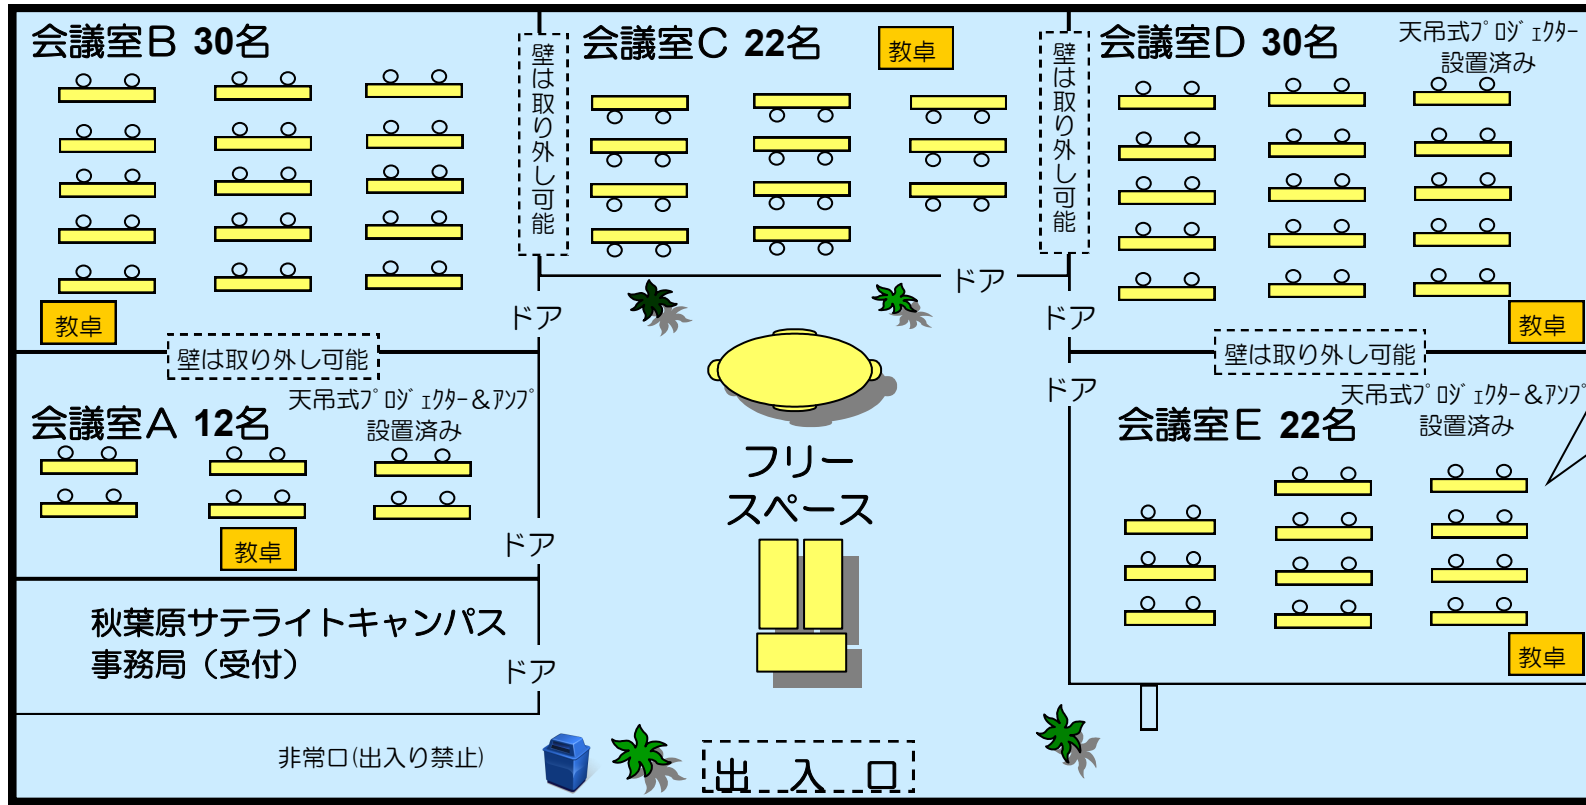 会議室B 30名
壁は取り外し可能
会議室C 22名
教卓
壁は取り外し可能
会議室D 30名
天吊式ﾌﾟﾛｼﾞｪｸﾀｰ
設置済み
教卓
ドア
ドア
ドア
教卓
壁は取り外し可能
壁は取り外し可能
ドア
会議室A 12名
天吊式ﾌﾟﾛｼﾞｪｸﾀｰ&ｱﾝﾌﾟ
設置済み
天吊式ﾌﾟﾛｼﾞｪｸﾀｰ&ｱﾝﾌﾟ
設置済み
会議室E 22名
フリー
スペース
教卓
ドア
秋葉原サテライトキャンパス
事務局（受付）
ドア
教卓
非常口(出入り禁止)
出 入 口